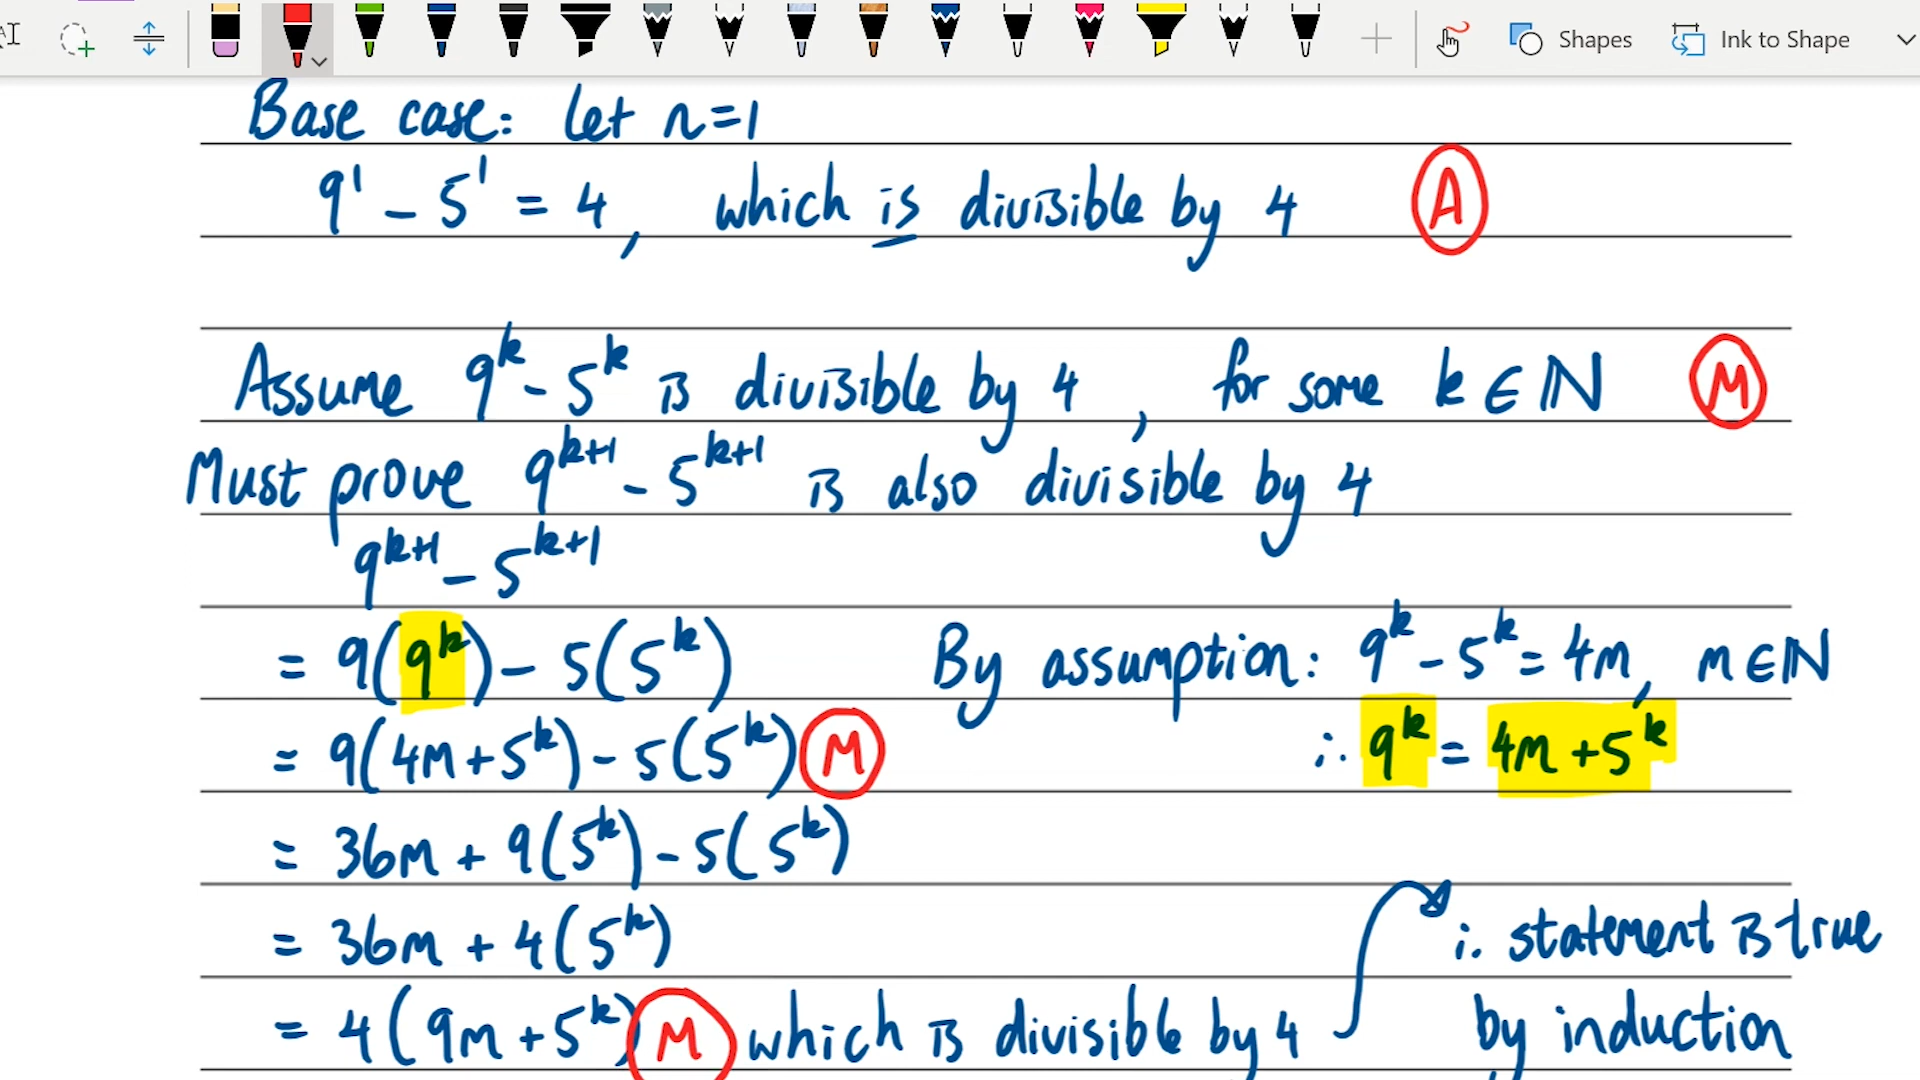 Shapes Ink to Shape
Base case: let n=1
9¹ - 5¹ = 4, which is divisible by 4 A
Assume 9ᵏ - 5ᵏ is divisible by 4, for some k ∈ ℕ M
Must prove 9ᵏ⁺¹ - 5ᵏ⁺¹ is also divisible by 4
9ᵏ⁺¹ - 5ᵏ⁺¹
= 9(9ᵏ) - 5(5ᵏ) By assumption: 9ᵏ - 5ᵏ = 4m, m ∈ ℕ
= 9(4m + 5ᵏ) - 5(5ᵏ) M ∴ 9ᵏ = 4m + 5ᵏ
= 36m + 9(5ᵏ) - 5(5ᵏ)
= 36m + 4(5ᵏ)
= 4(9m + 5ᵏ) M which is divisible by 4
∴ statement is true
by induction